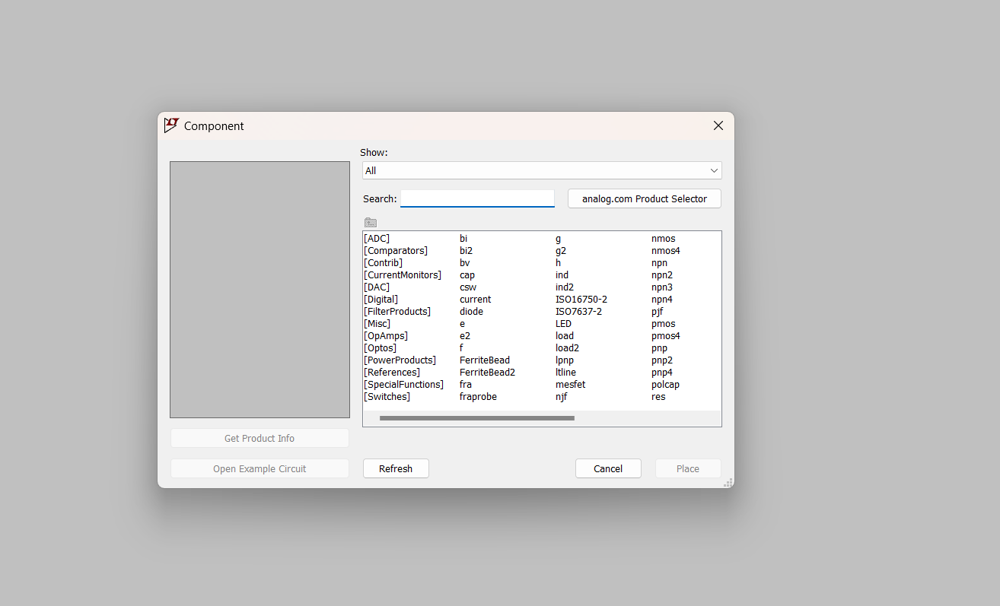 Component
Show:
All
Search:
analog.com Product Selector
[ADC] bi g nmos
[Comparators] bi2 g2 nmos4
[Contrib] bv h npn
[CurrentMonitors] cap ind npn2
[DAC] csw ind2 npn3
[Digital] current ISO16750-2 npn4
[FilterProducts] diode ISO7637-2 pjf
[Misc] e LED pmos
[OpAmps] e2 load pmos4
[Optos] f load2 pnp
[PowerProducts] FerriteBead lpnp pnp2
[References] FerriteBead2 ltline pnp4
[SpecialFunctions] fra mesfet polcap
[Switches] fraprobe njf res
Get Product Info
Open Example Circuit
Refresh
Cancel
Place